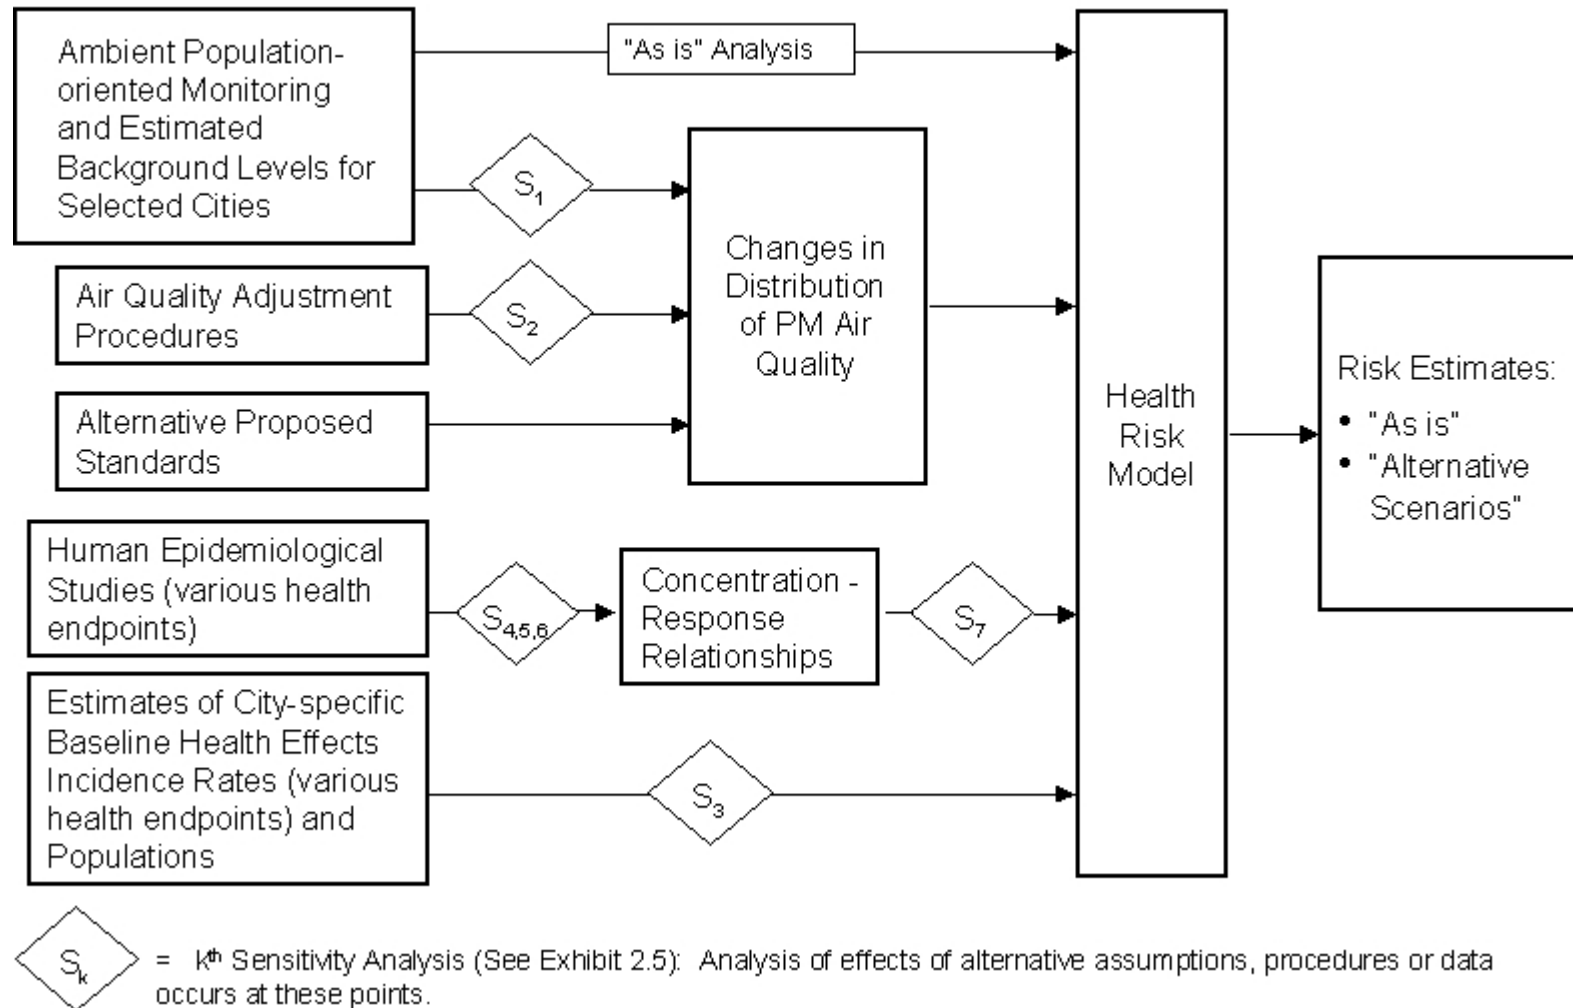 Ambient Population-
oriented Monitoring
and Estimated
Background Levels for
Selected Cities
"As is" Analysis
S1
Air Quality Adjustment
Procedures
S2
Alternative Proposed
Standards
Changes in
Distribution
of PM Air
Quality
Human Epidemiological
Studies (various health
endpoints)
S4,5,6
Concentration -
Response
Relationships
S7
Estimates of City-specific
Baseline Health Effects
Incidence Rates (various
health endpoints) and
Populations
S3
Health
Risk
Model
Risk Estimates:
• "As is"
• "Alternative
Scenarios"
Sk
= kth Sensitivity Analysis (See Exhibit 2.5): Analysis of effects of alternative assumptions, procedures or data
occurs at these points.